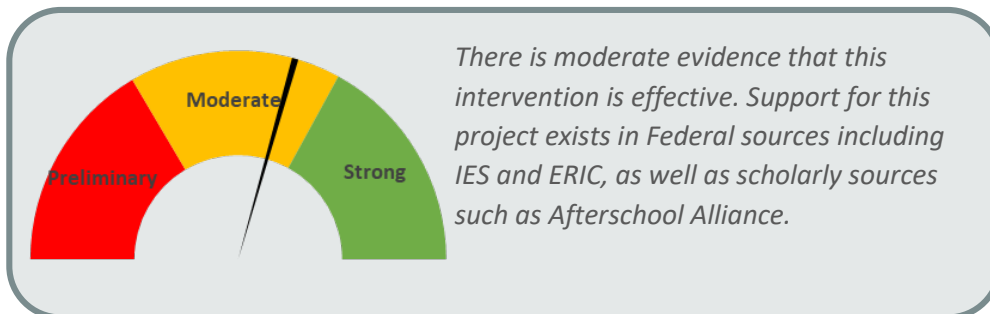 Preliminary
Moderate
Strong
There is moderate evidence that this
intervention is effective. Support for this
project exists in Federal sources including
IES and ERIC, as well as scholarly sources
such as Afterschool Alliance.